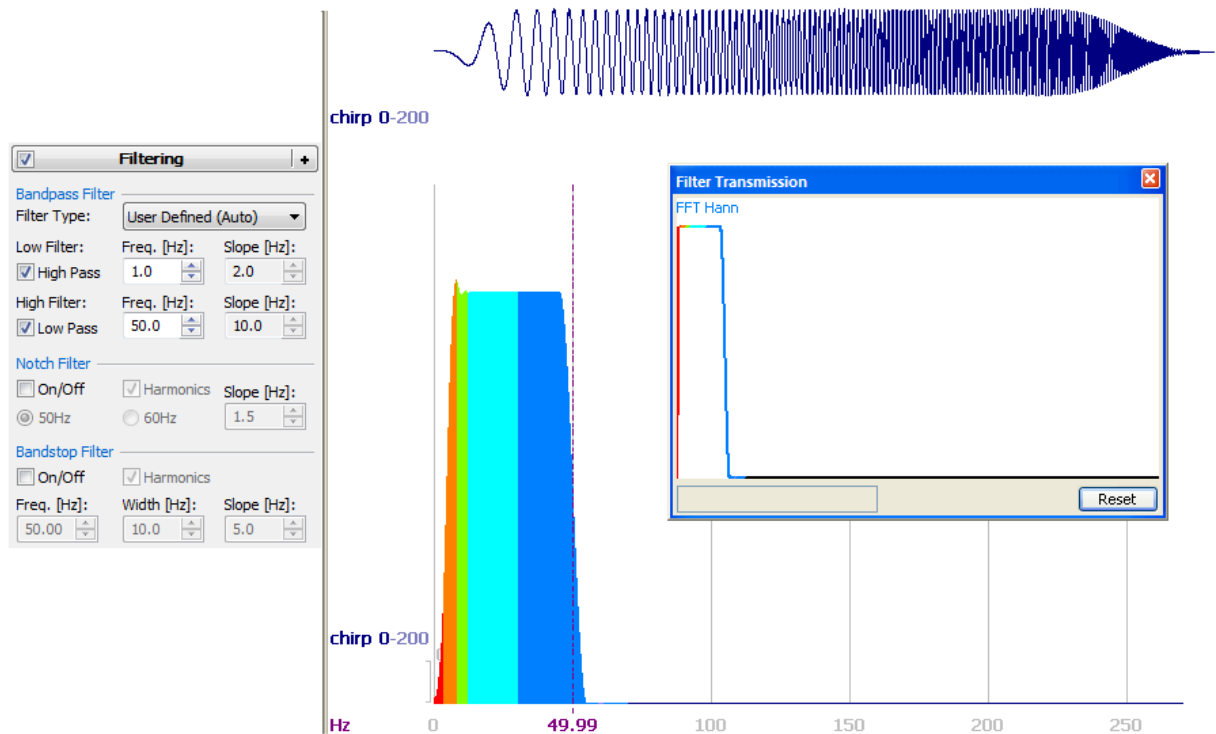 chirp 0-200
Filtering +
Bandpass Filter
Filter Type: User Defined (Auto)
Low Filter: Freq. [Hz]: Slope [Hz]:
High Pass 1.0 2.0
High Filter: Freq. [Hz]: Slope [Hz]:
Low Pass 50.0 10.0
Notch Filter
On/Off Harmonics Slope [Hz]:
50Hz 60Hz 1.5
Bandstop Filter
On/Off Harmonics
Freq. [Hz]: Width [Hz]: Slope [Hz]:
50.00 10.0 5.0
Filter Transmission
FFT Hann
Reset
chirp 0-200
Hz 0 49.99 100 150 200 250